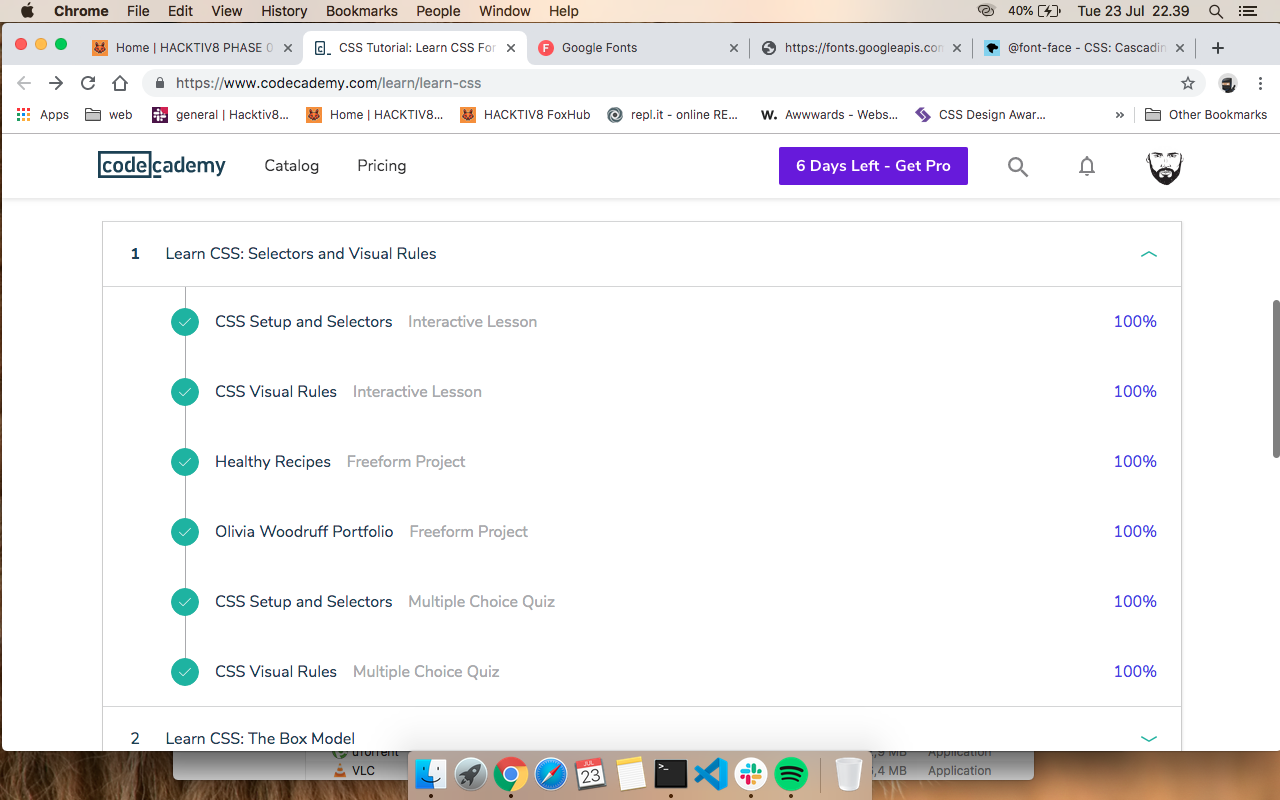 Chrome File Edit View History Bookmarks People Window Help 40% Tue 23 Jul 22.39
Home | HACKTIV8 PHASE 0 CSS Tutorial: Learn CSS For Google Fonts https://fonts.googleapis.com @font-face - CSS: Cascadin
https://www.codecademy.com/learn/learn-css
Apps web general | Hacktiv8... Home | HACKTIV8... HACKTIV8 FoxHub repl.it - online RE... W. Awwwards - Webs... CSS Design Awar... » Other Bookmarks
codecademy Catalog Pricing 6 Days Left - Get Pro
1 Learn CSS: Selectors and Visual Rules
CSS Setup and Selectors Interactive Lesson 100%
CSS Visual Rules Interactive Lesson 100%
Healthy Recipes Freeform Project 100%
Olivia Woodruff Portfolio Freeform Project 100%
CSS Setup and Selectors Multiple Choice Quiz 100%
CSS Visual Rules Multiple Choice Quiz 100%
2 Learn CSS: The Box Model
uTorrent MB Application
VLC ,4 MB Application
JUL
23